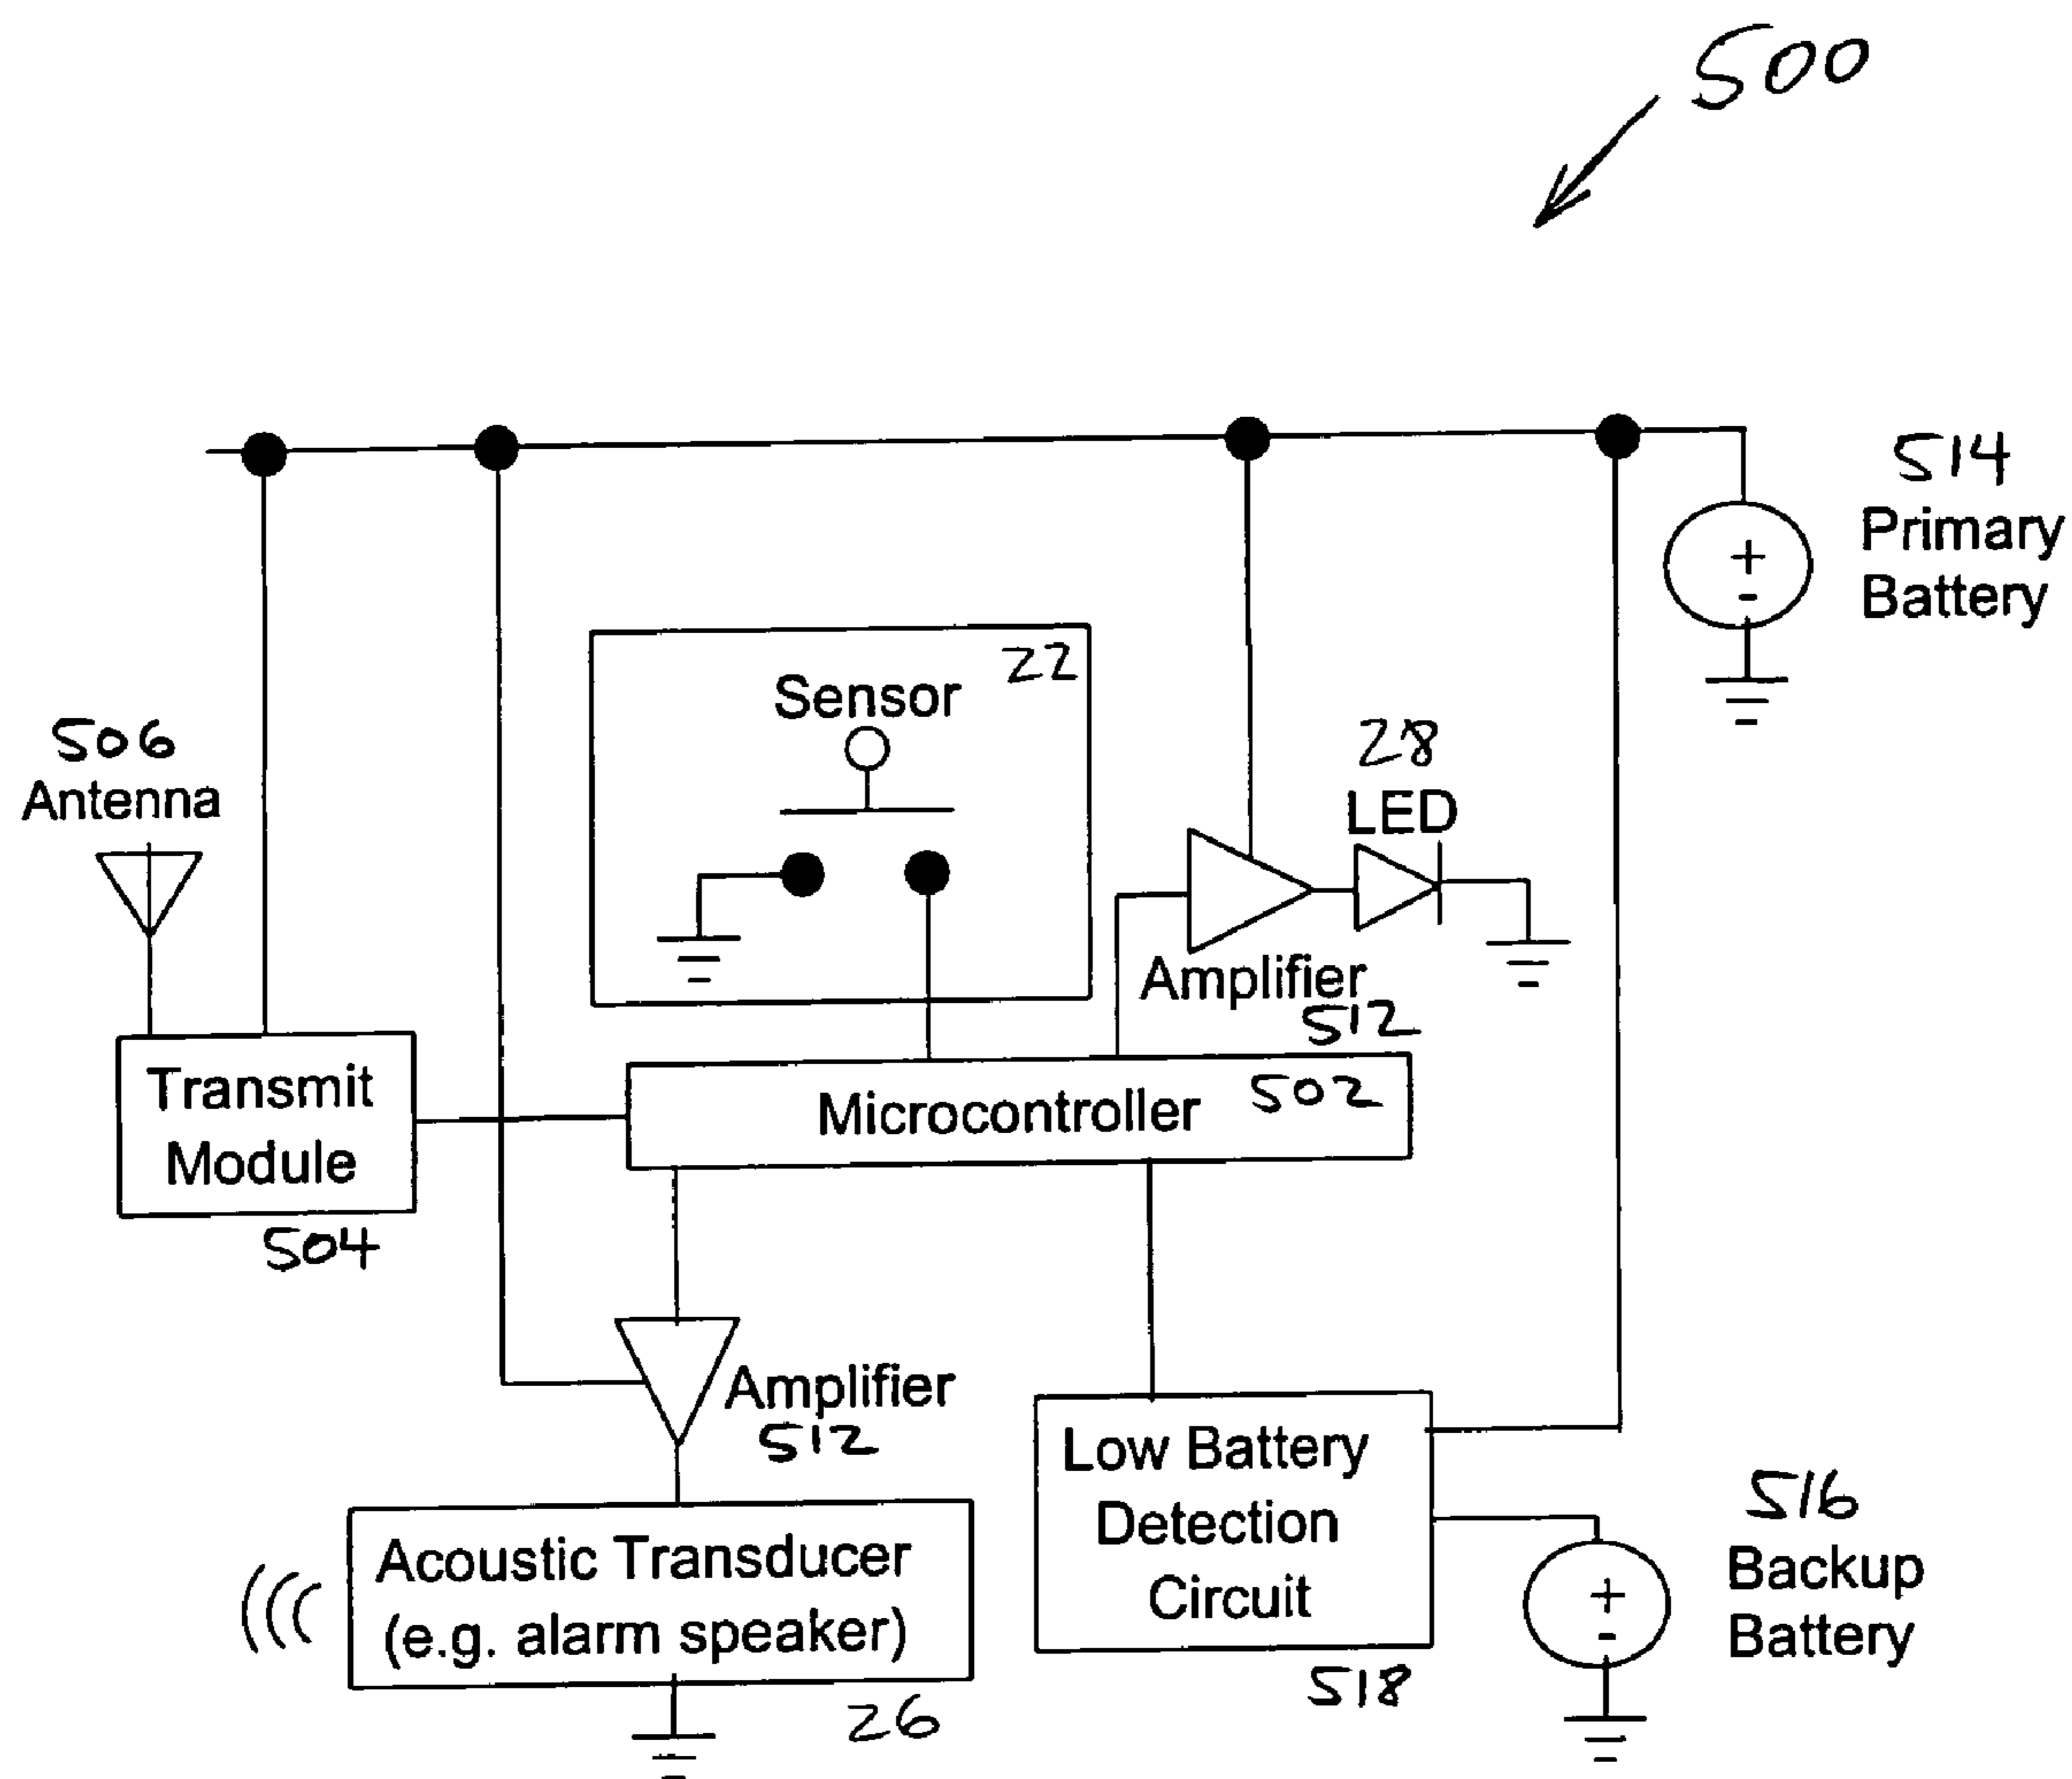 500
514
Primary
Battery
22
Sensor
506
Antenna
28
LED
Amplifier
512
Transmit
Module
504
Microcontroller 502
Amplifier
512
Low Battery
Detection
Circuit
518
516
Backup
Battery
Acoustic Transducer
(e.g. alarm speaker)
26